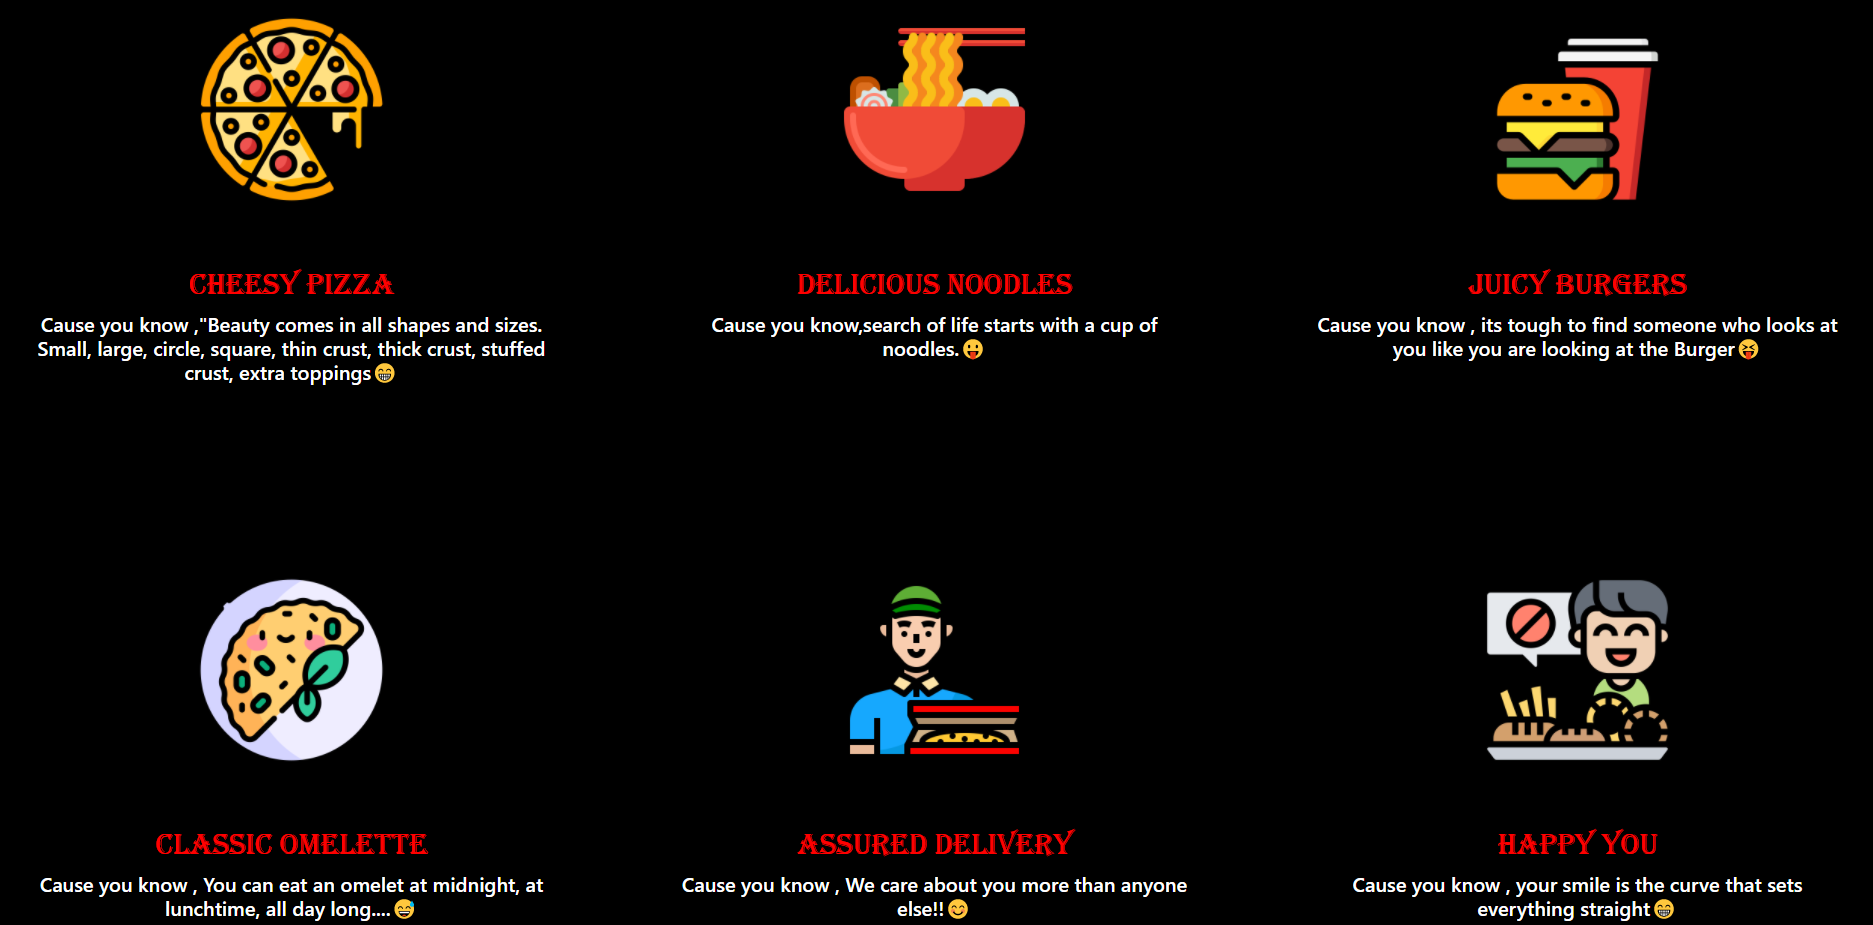 CHEESY PIZZA
Cause you know ,"Beauty comes in all shapes and sizes.
Small, large, circle, square, thin crust, thick crust, stuffed
crust, extra toppings😁
DELICIOUS NOODLES
Cause you know,search of life starts with a cup of
noodles.😛
JUICY BURGERS
Cause you know , its tough to find someone who looks at
you like you are looking at the Burger😝
CLASSIC OMELETTE
Cause you know , You can eat an omelet at midnight, at
lunchtime, all day long....😅
ASSURED DELIVERY
Cause you know , We care about you more than anyone
else!!😊
HAPPY YOU
Cause you know , your smile is the curve that sets
everything straight😁